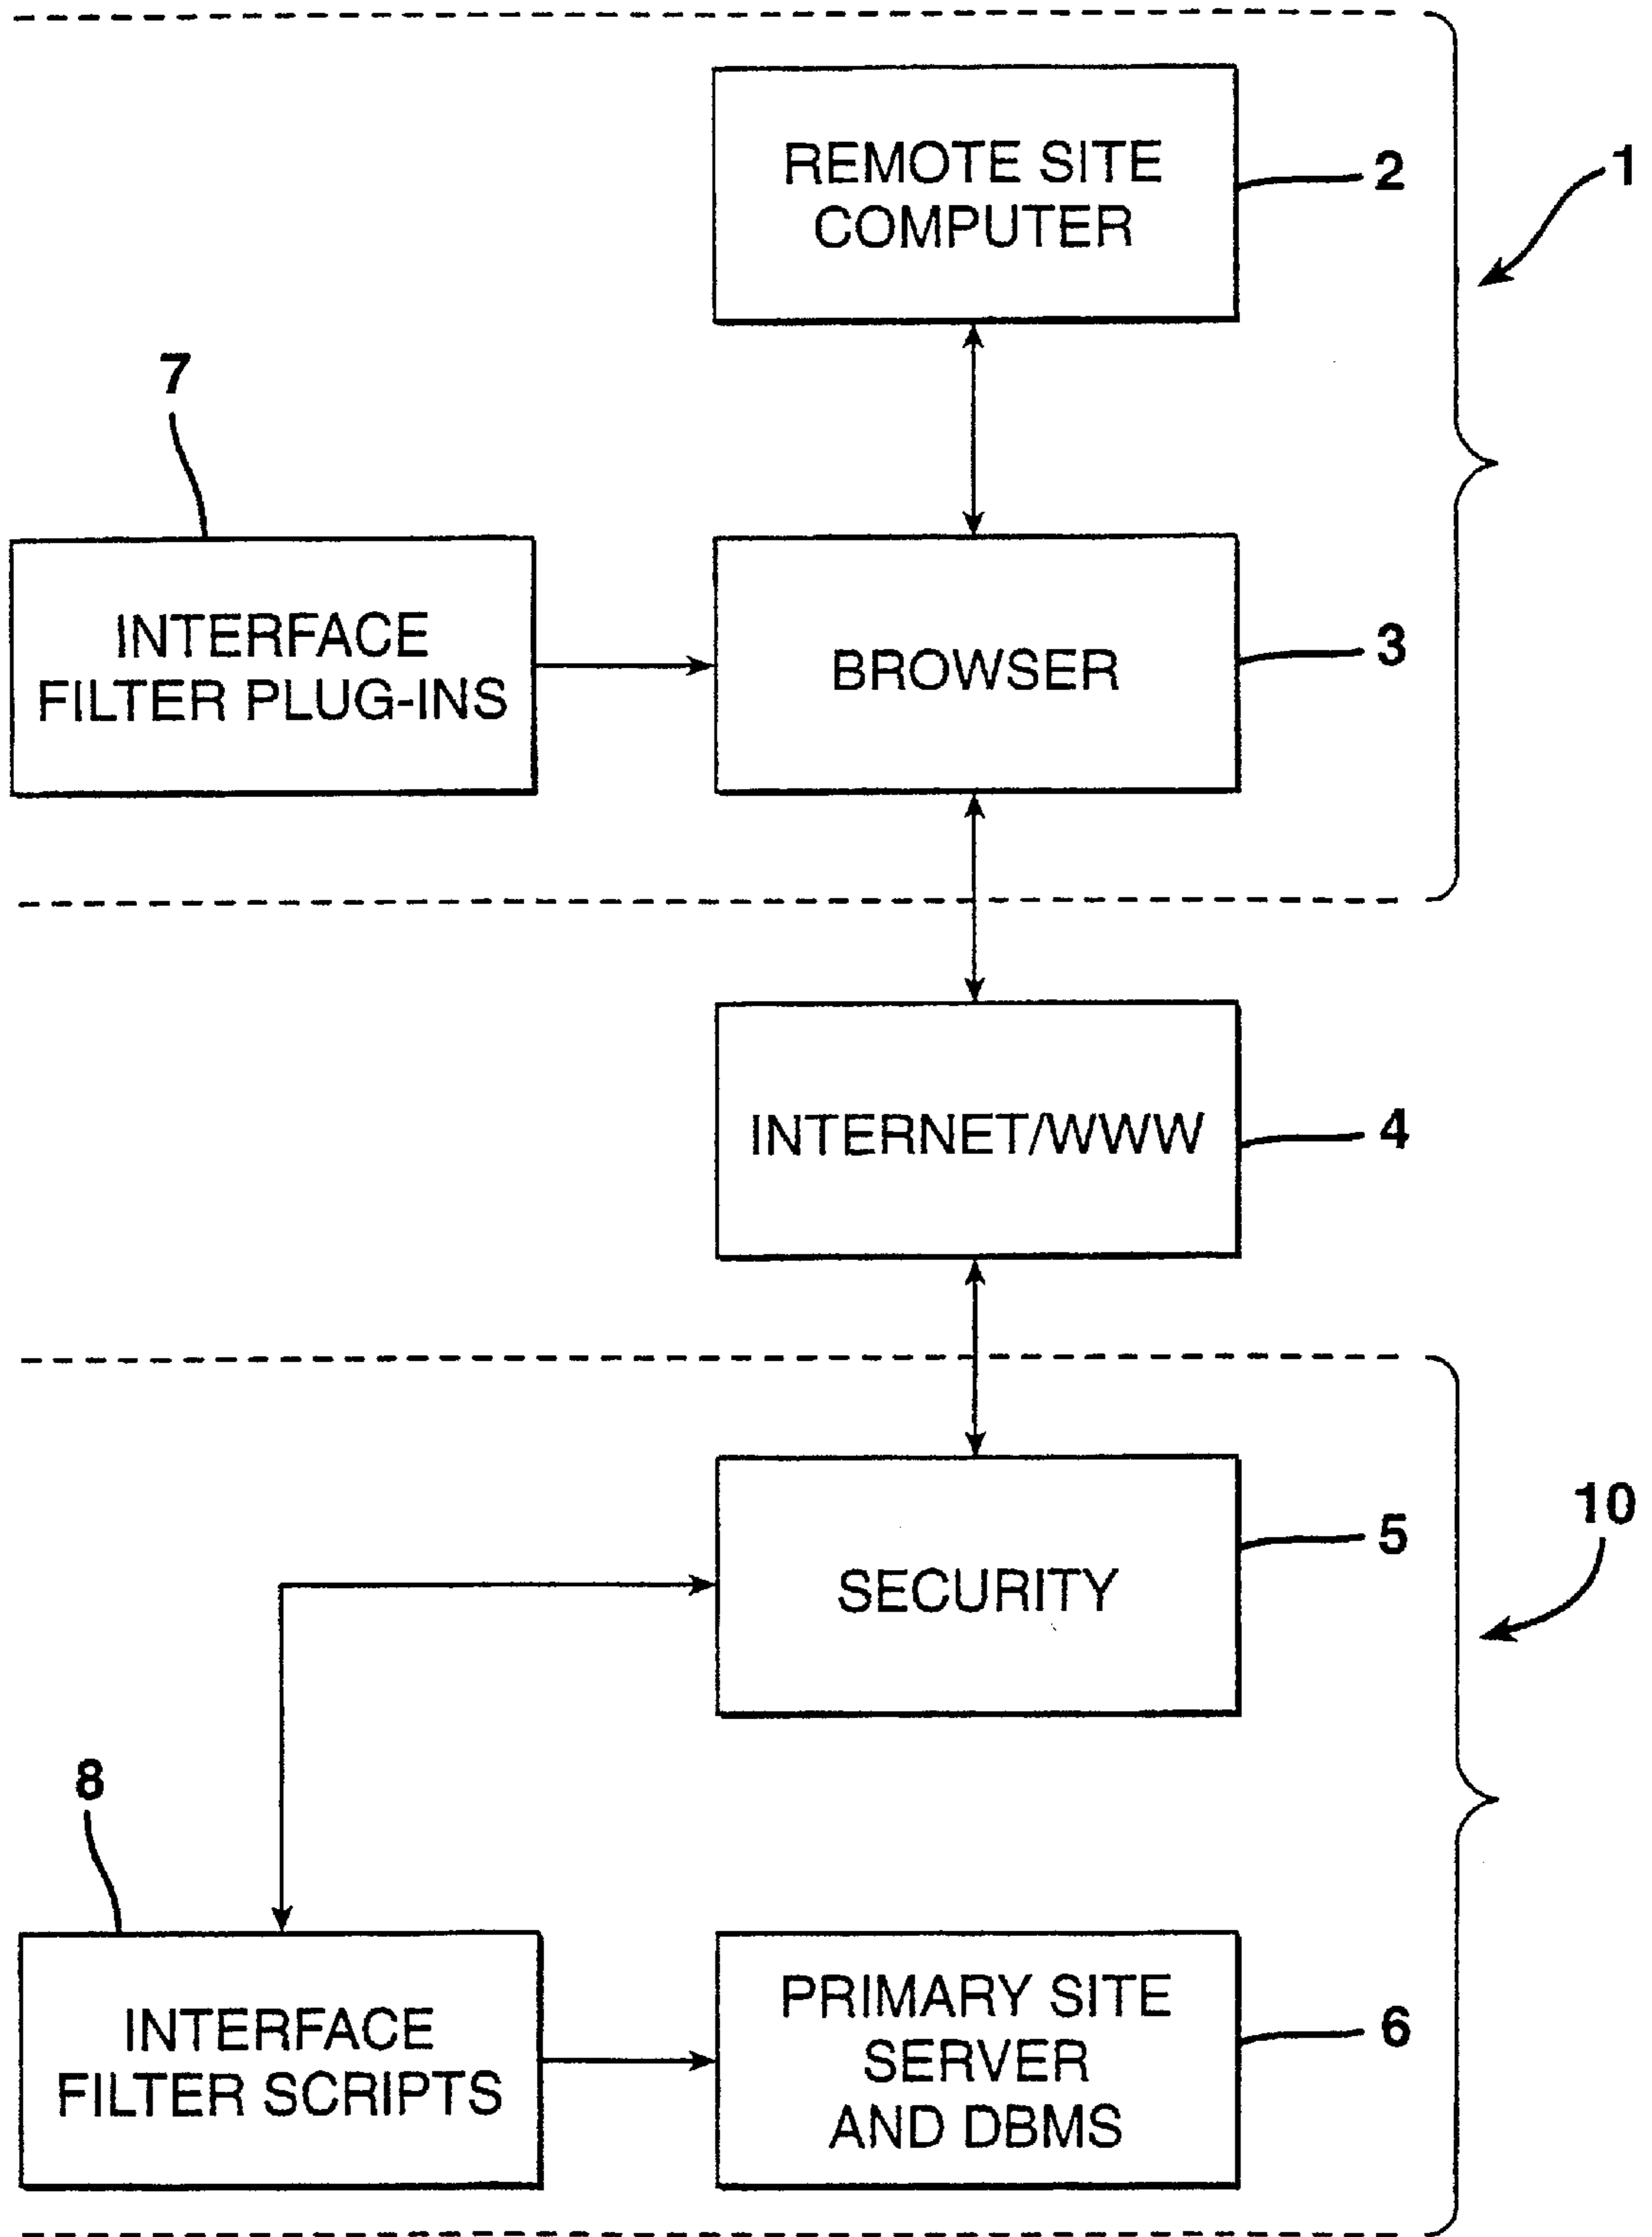 REMOTE SITE
COMPUTER
2
1
7
INTERFACE
FILTER PLUG-INS
BROWSER
3
INTERNET/WWW
4
SECURITY
5
10
8
INTERFACE
FILTER SCRIPTS
PRIMARY SITE
SERVER
AND DBMS
6